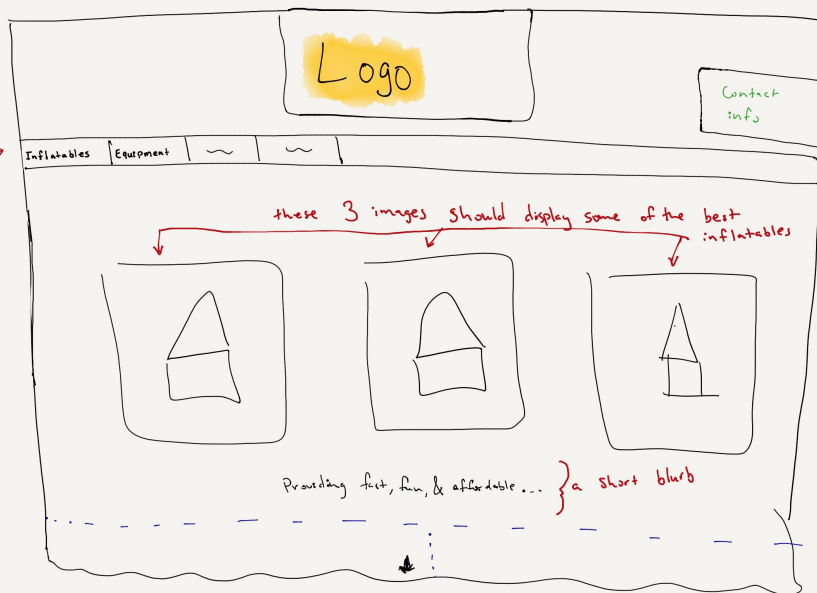 Logo
Contact
info
Inflatables
Equipment
these 3 images should display some of the best
inflatables
Providing fast, fun, & affordable...
a short blurb